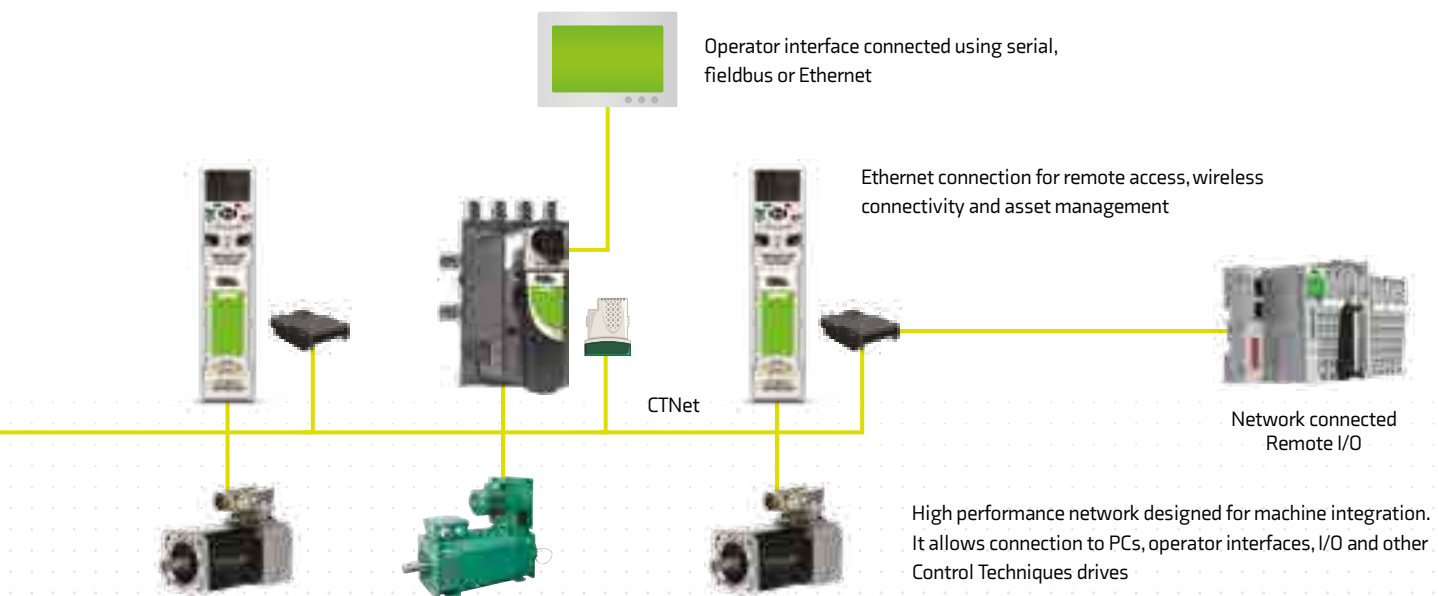 Operator interface connected using serial,
fieldbus or Ethernet
Ethernet connection for remote access, wireless
connectivity and asset management
CTNet
Network connected
Remote I/O
High performance network designed for machine integration.
It allows connection to PCs, operator interfaces, I/O and other
Control Techniques drives